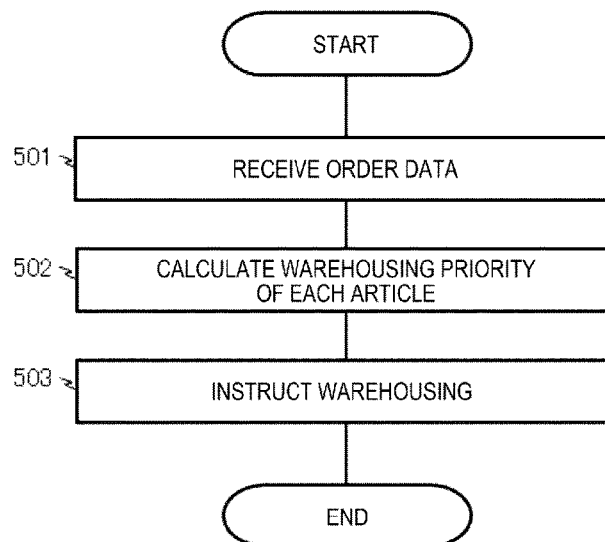 START
501
RECEIVE ORDER DATA
502
CALCULATE WAREHOUSING PRIORITY
OF EACH ARTICLE
503
INSTRUCT WAREHOUSING
END